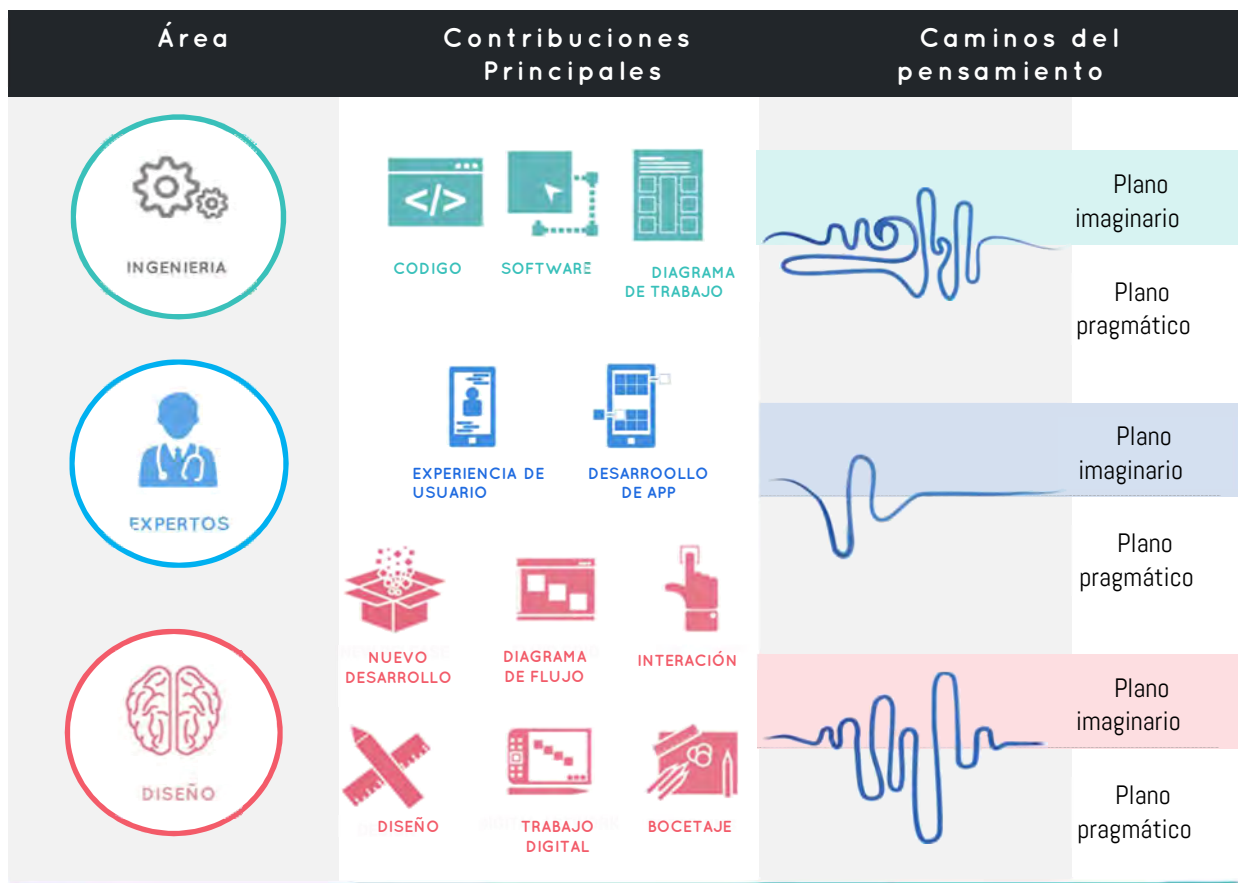 Área
Contribuciones
Principales
Caminos del
pensamiento
INGENIERIA
</>
CODIGO
SOFTWARE
DIAGRAMA
DE TRABAJO
Plano
imaginario
Plano
pragmático
EXPERTOS
EXPERIENCIA DE
USUARIO
DESARROOLLO
DE APP
Plano
imaginario
Plano
pragmático
DISEÑO
NUEVO
DESARROLLO
DIAGRAMA
DE FLUJO
INTERACIÓN
DISEÑO
TRABAJO
DIGITAL
BOCETAJE
Plano
imaginario
Plano
pragmático